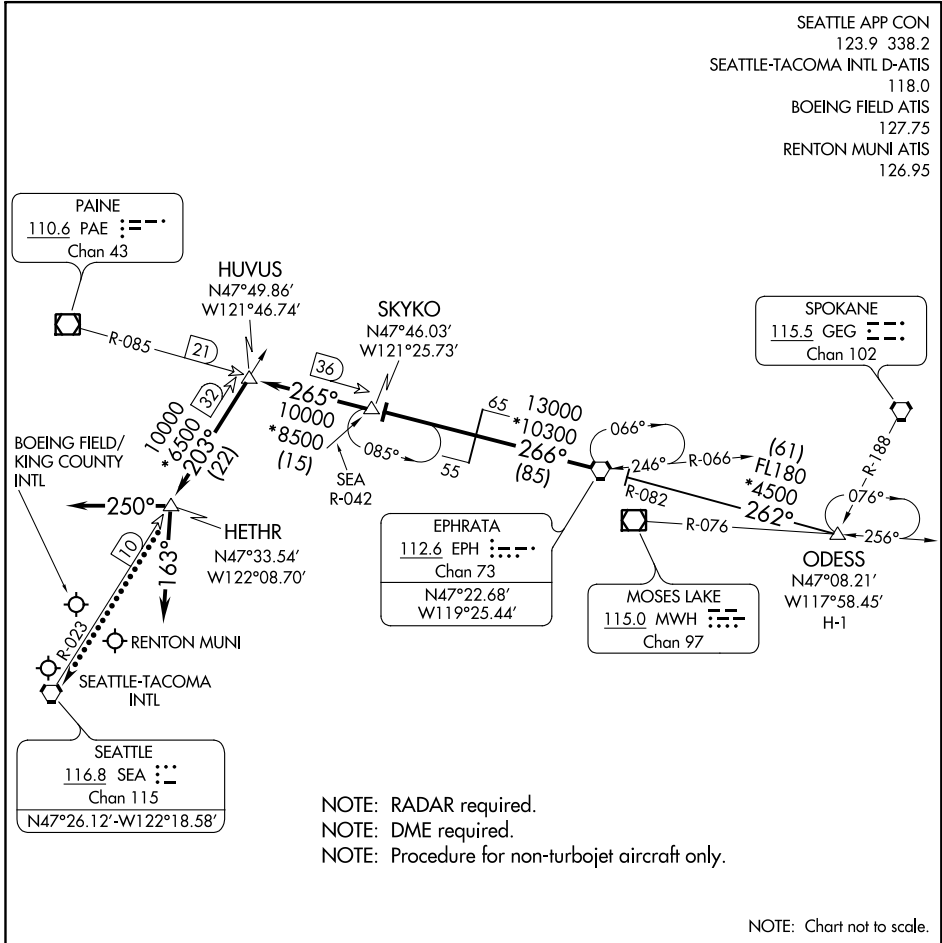 SEATTLE APP CON
123.9 338.2
SEATTLE-TACOMA INTL D-ATIS
118.0
BOEING FIELD ATIS
127.75
RENTON MUNI ATIS
126.95
PAINE
110.6 PAE
Chan 43
HUVUS
N47°49.86'
W121°46.74'
SKYKO
N47°46.03'
W121°25.73'
SPOKANE
115.5 GEG
Chan 102
R-085
21
36
265°
10000
*8500
(15)
085°
SEA
R-042
65
55
13000
*10300
266°
(85)
066°
246°
R-066
(61)
FL180
*4500
262°
R-188
076°
256°
R-082
R-076
10000
*6500
203°
(22)
32
BOEING FIELD/
KING COUNTY
INTL
250°
HETHR
N47°33.54'
W122°08.70'
163°
10
R-023
RENTON MUNI
SEATTLE-TACOMA
INTL
EPHRATA
112.6 EPH
Chan 73
N47°22.68'
W119°25.44'
MOSES LAKE
115.0 MWH
Chan 97
ODESS
N47°08.21'
W117°58.45'
H-1
SEATTLE
116.8 SEA
Chan 115
N47°26.12'-W122°18.58'
NOTE: RADAR required.
NOTE: DME required.
NOTE: Procedure for non-turbojet aircraft only.
NOTE: Chart not to scale.